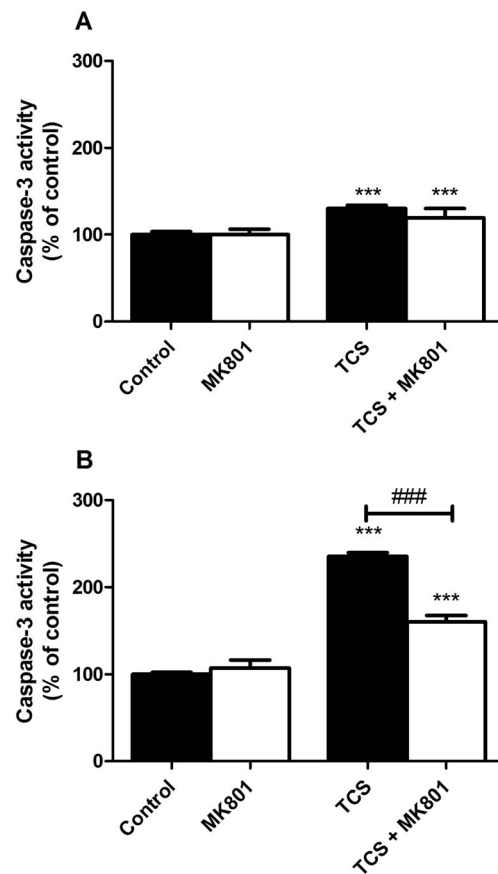 A
Caspase-3 activity
(% of control)
300
200
100
0
*** ***
Control
MK801
TCS
TCS + MK801
B
Caspase-3 activity
(% of control)
300
200
100
0
###
***
***
Control
MK801
TCS
TCS + MK801